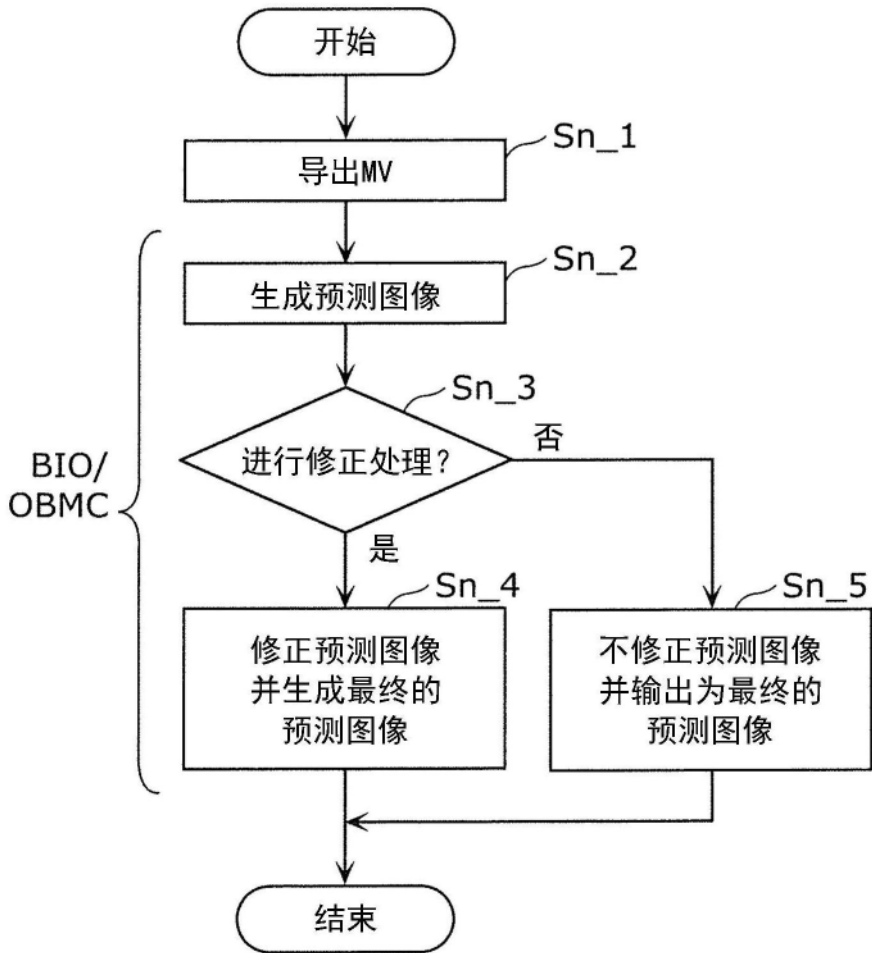 开始
Sn_1
导出MV
Sn_2
生成预测图像
Sn_3
进行修正处理?
否
BIO/
OBMC
是
Sn_4
修正预测图像
并生成最终的
预测图像
Sn_5
不修正预测图像
并输出为最终的
预测图像
结束